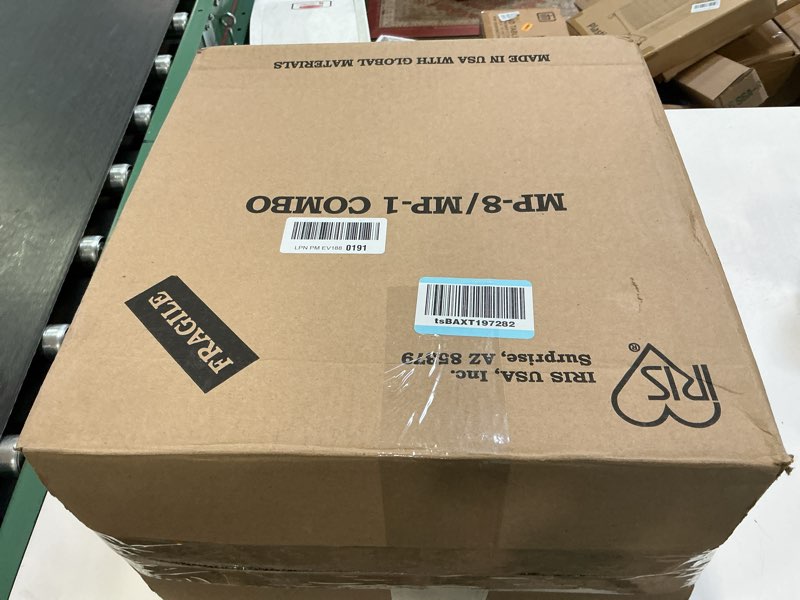 MADE IN USA WITH GLOBAL MATERIALS
MP-8/MP-1 COMBO
LPN PM EV188 0191
tsBAXT197282
FRAGILE
IRIS USA, Inc.
Surprise, AZ 85379
IRIS®